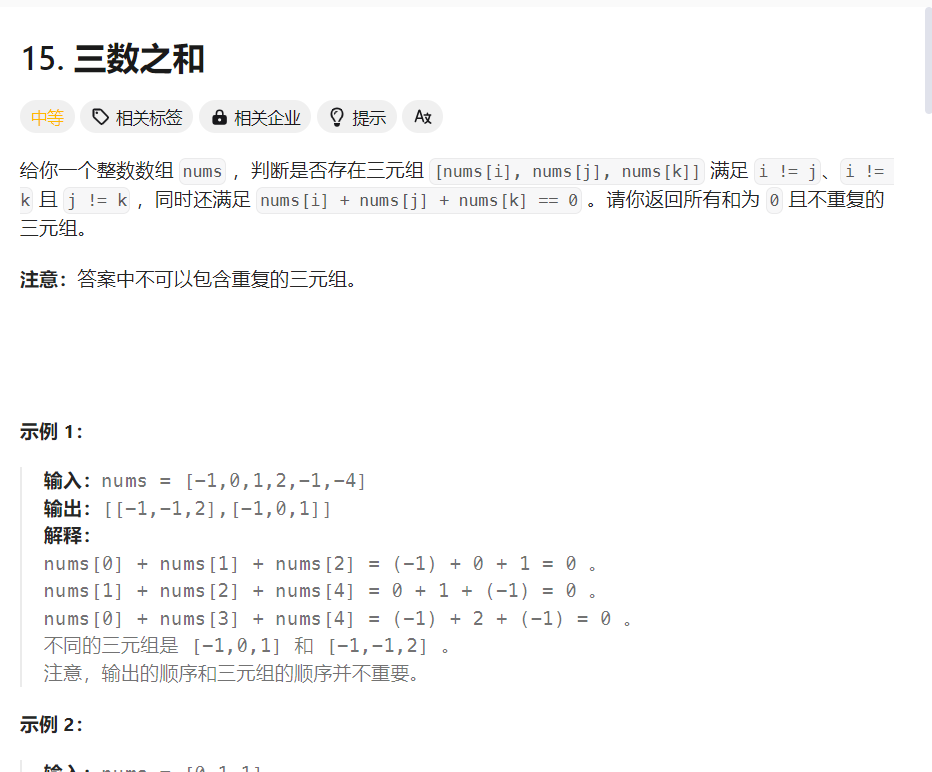 15. 三数之和
中等 相关标签 相关企业 提示 Aあ
给你一个整数数组 nums ，判断是否存在三元组 [nums[i], nums[j], nums[k]] 满足 i != j、i !=
k 且 j != k ，同时还满足 nums[i] + nums[j] + nums[k] == 0 。请你返回所有和为 0 且不重复的
三元组。
注意：答案中不可以包含重复的三元组。
示例 1：
输入：nums = [-1,0,1,2,-1,-4]
输出：[[-1,-1,2],[-1,0,1]]
解释：
nums[0] + nums[1] + nums[2] = (-1) + 0 + 1 = 0 。
nums[1] + nums[2] + nums[4] = 0 + 1 + (-1) = 0 。
nums[0] + nums[3] + nums[4] = (-1) + 2 + (-1) = 0 。
不同的三元组是 [-1,0,1] 和 [-1,-1,2] 。
注意，输出的顺序和三元组的顺序并不重要。
示例 2：
输入：nums = [0,1,1]